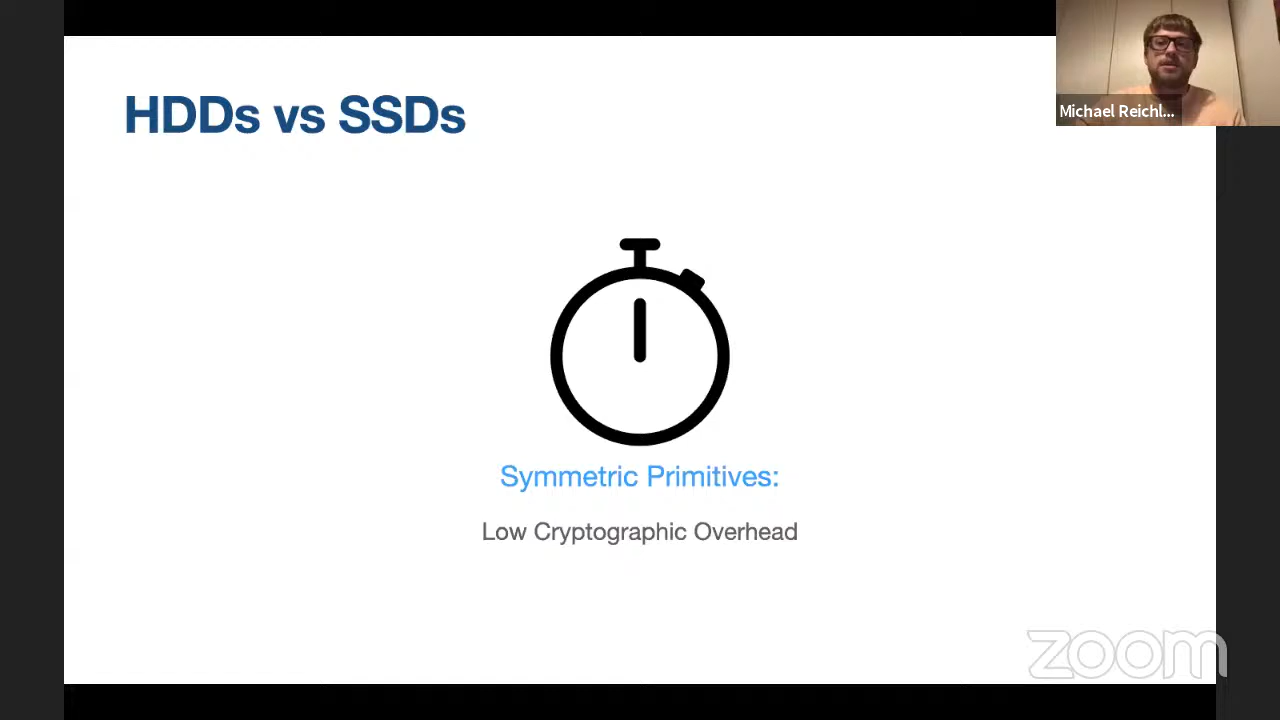 HDDs vs SSDs
Michael Reichl...
Symmetric Primitives:
Low Cryptographic Overhead
zoom